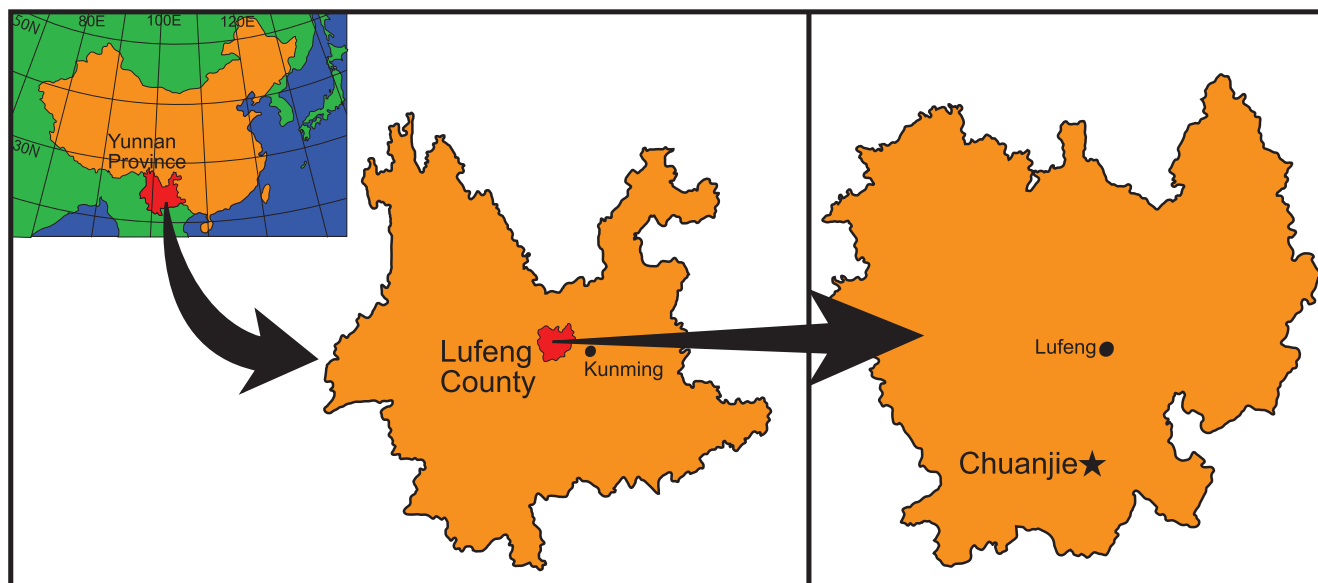 50N
80E
100E
120E
30N
Yunnan
Province
Lufeng
County
Kunming
Lufeng
Chuanjie